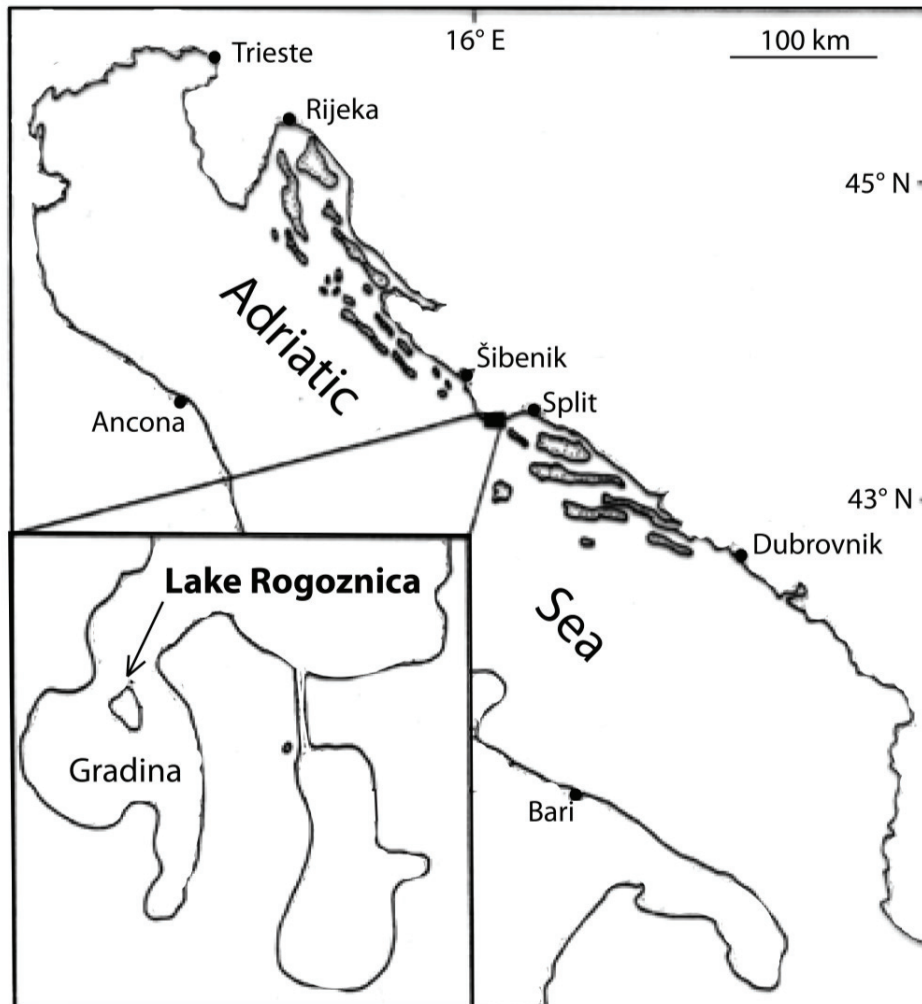 16° E
100 km
Trieste
Rijeka
45° N
Adriatic
Šibenik
Split
Ancona
43° N
Dubrovnik
Lake Rogoznica
Sea
Gradina
Bari